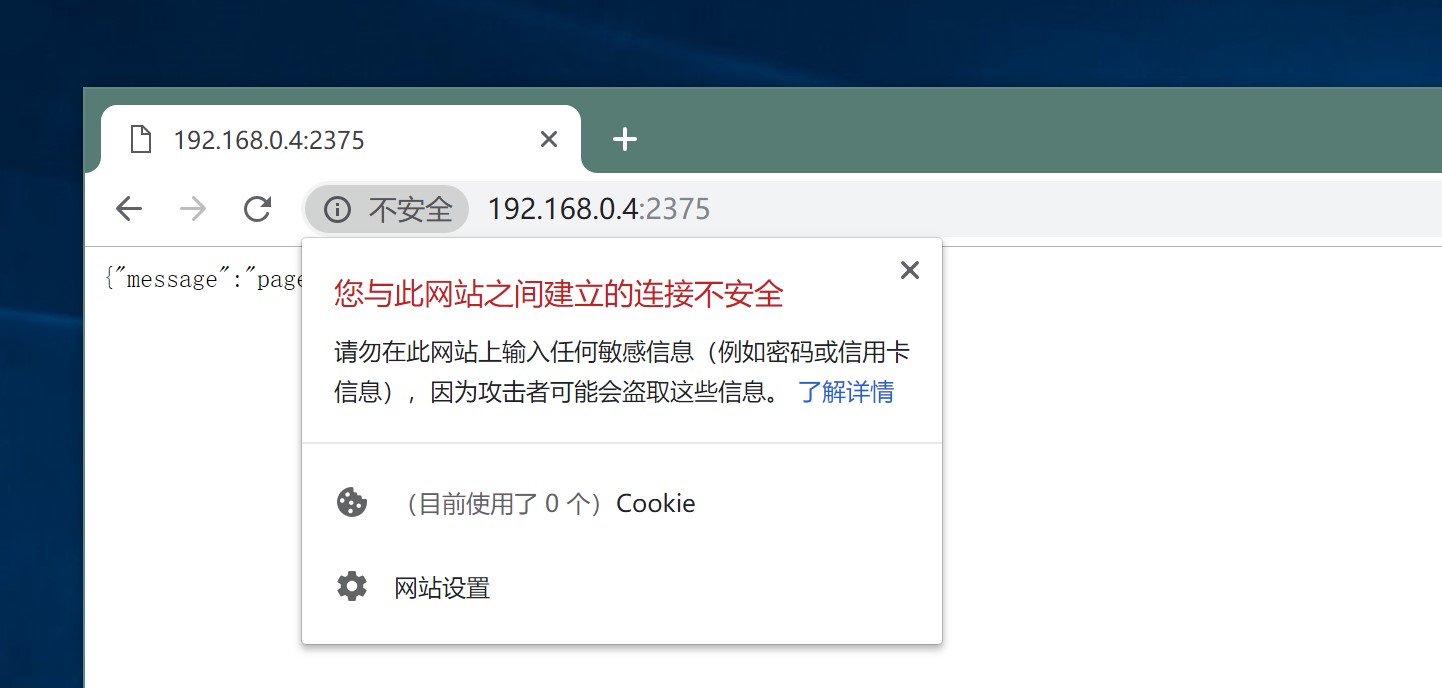 192.168.0.4:2375
不安全 192.168.0.4:2375
{"message":"page
您与此网站之间建立的连接不安全
请勿在此网站上输入任何敏感信息（例如密码或信用卡
信息），因为攻击者可能会盗取这些信息。 了解详情
（目前使用了 0 个）Cookie
网站设置